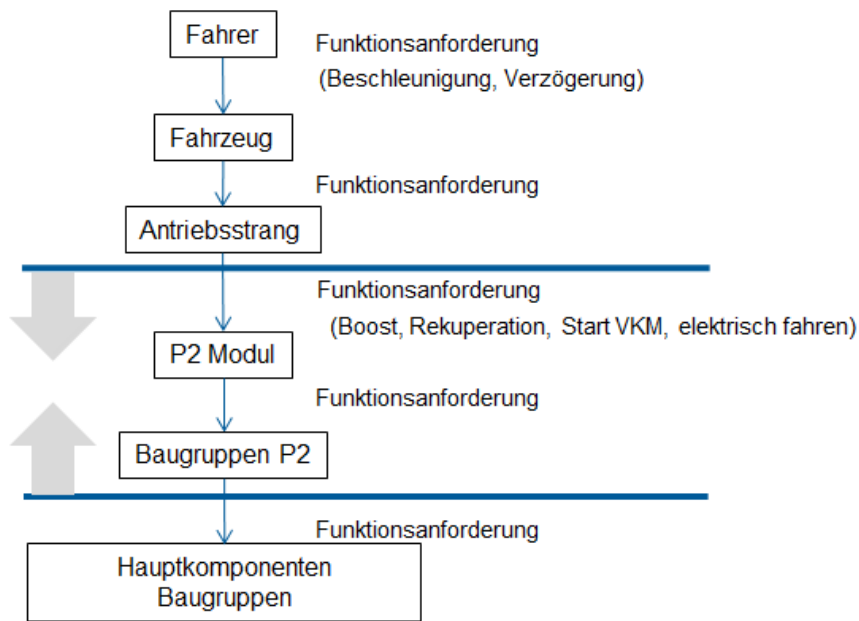 Fahrer
Funktionsanforderung
(Beschleunigung, Verzögerung)
Fahrzeug
Funktionsanforderung
Antriebsstrang
Funktionsanforderung
(Boost, Rekuperation, Start VKM, elektrisch fahren)
P2 Modul
Funktionsanforderung
Baugruppen P2
Funktionsanforderung
Hauptkomponenten
Baugruppen